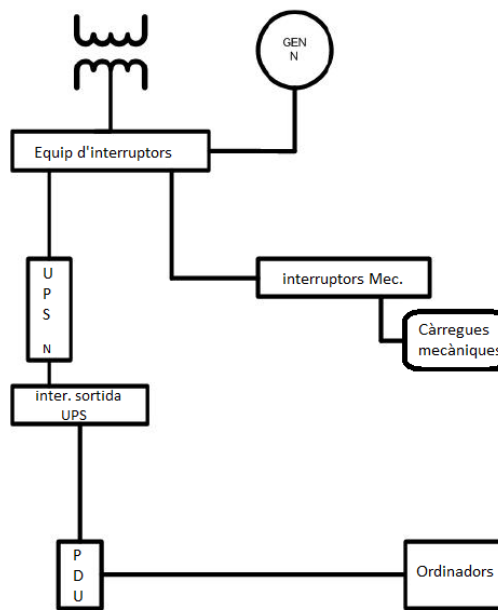 GEN
N
Equip d'interruptors
U
P
S
N
interruptors Mec.
Càrregues
mecàniques
inter. sortida
UPS
P
D
U
Ordinadors